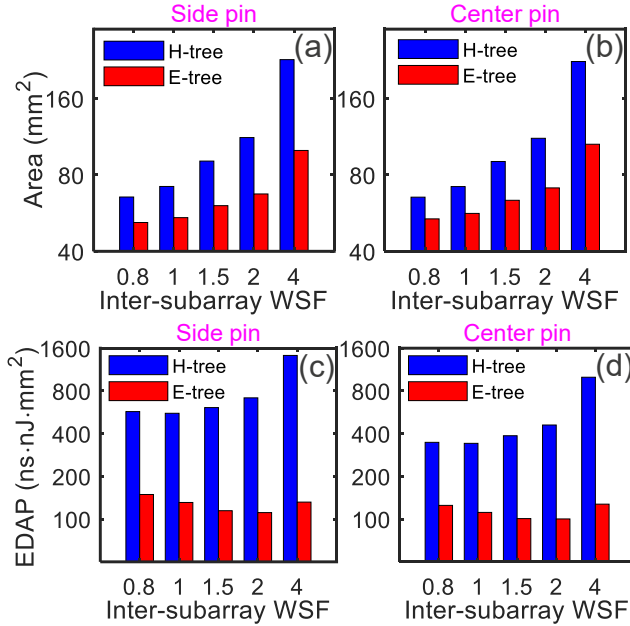 Side pin
Center pin
Area (mm²)
160
80
40
H-tree
E-tree
(a)
0.8 1 1.5 2 4
Inter-subarray WSF
160
80
40
H-tree
E-tree
(b)
0.8 1 1.5 2 4
Inter-subarray WSF
Side pin
Center pin
EDAP (ns·nJ·mm²)
1600
800
400
200
100
H-tree
E-tree
(c)
0.8 1 1.5 2 4
Inter-subarray WSF
1600
800
400
200
100
H-tree
E-tree
(d)
0.8 1 1.5 2 4
Inter-subarray WSF